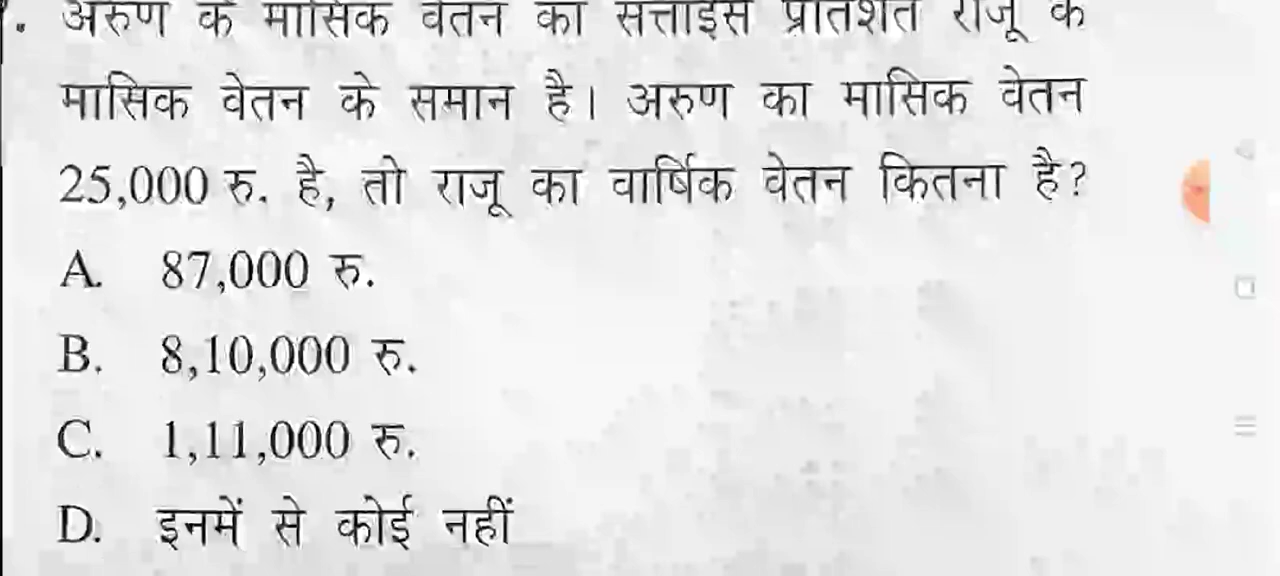 . अरुण के मासिक वेतन का सत्ताइस प्रतिशत राजू के
मासिक वेतन के समान है। अरुण का मासिक वेतन
25,000 रु. है, तो राजू का वार्षिक वेतन कितना है?
A. 87,000 रु.
B. 8,10,000 रु.
C. 1,11,000 रु.
D. इनमें से कोई नहीं